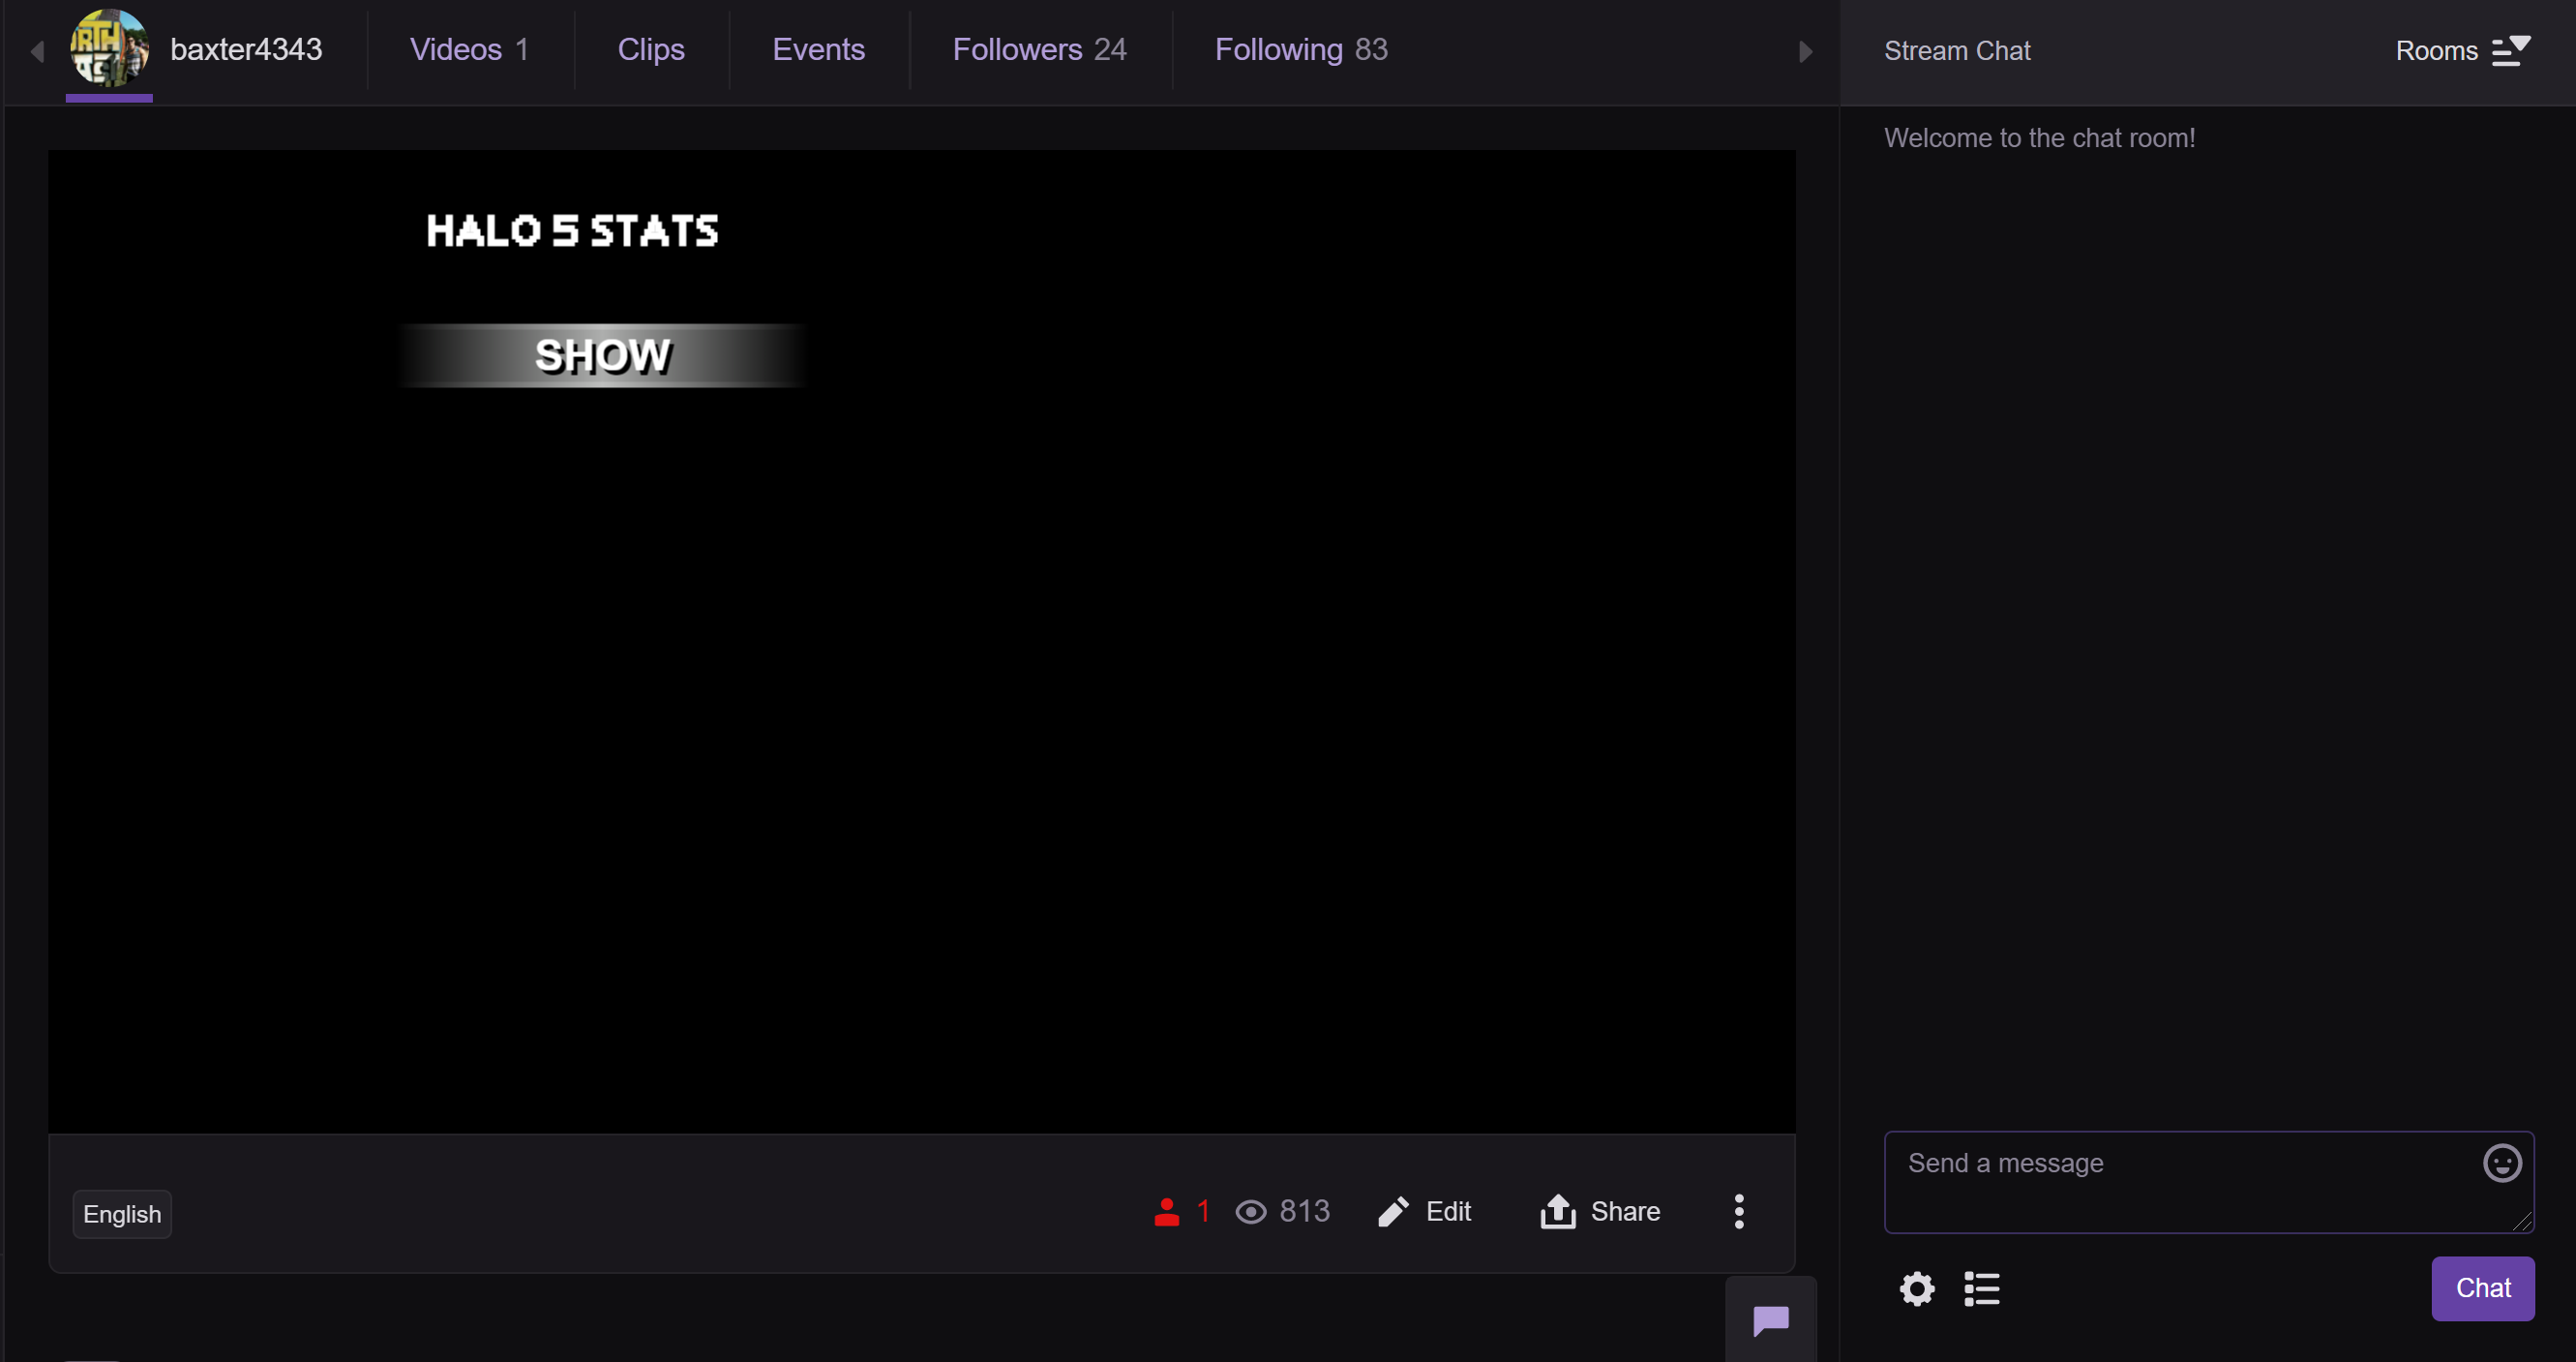 baxter4343 Videos 1 Clips Events Followers 24 Following 83
Stream Chat Rooms
Welcome to the chat room!
HALO 5 STATS
SHOW
English 1 813 Edit Share
Send a message
Chat